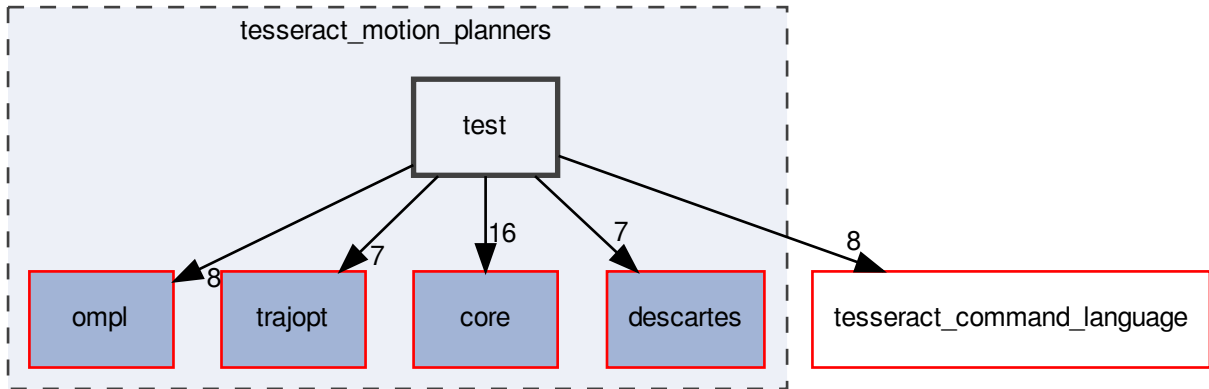 tesseract_motion_planners
test
16
7
8
7
8
ompl
trajopt
core
descartes
tesseract_command_language